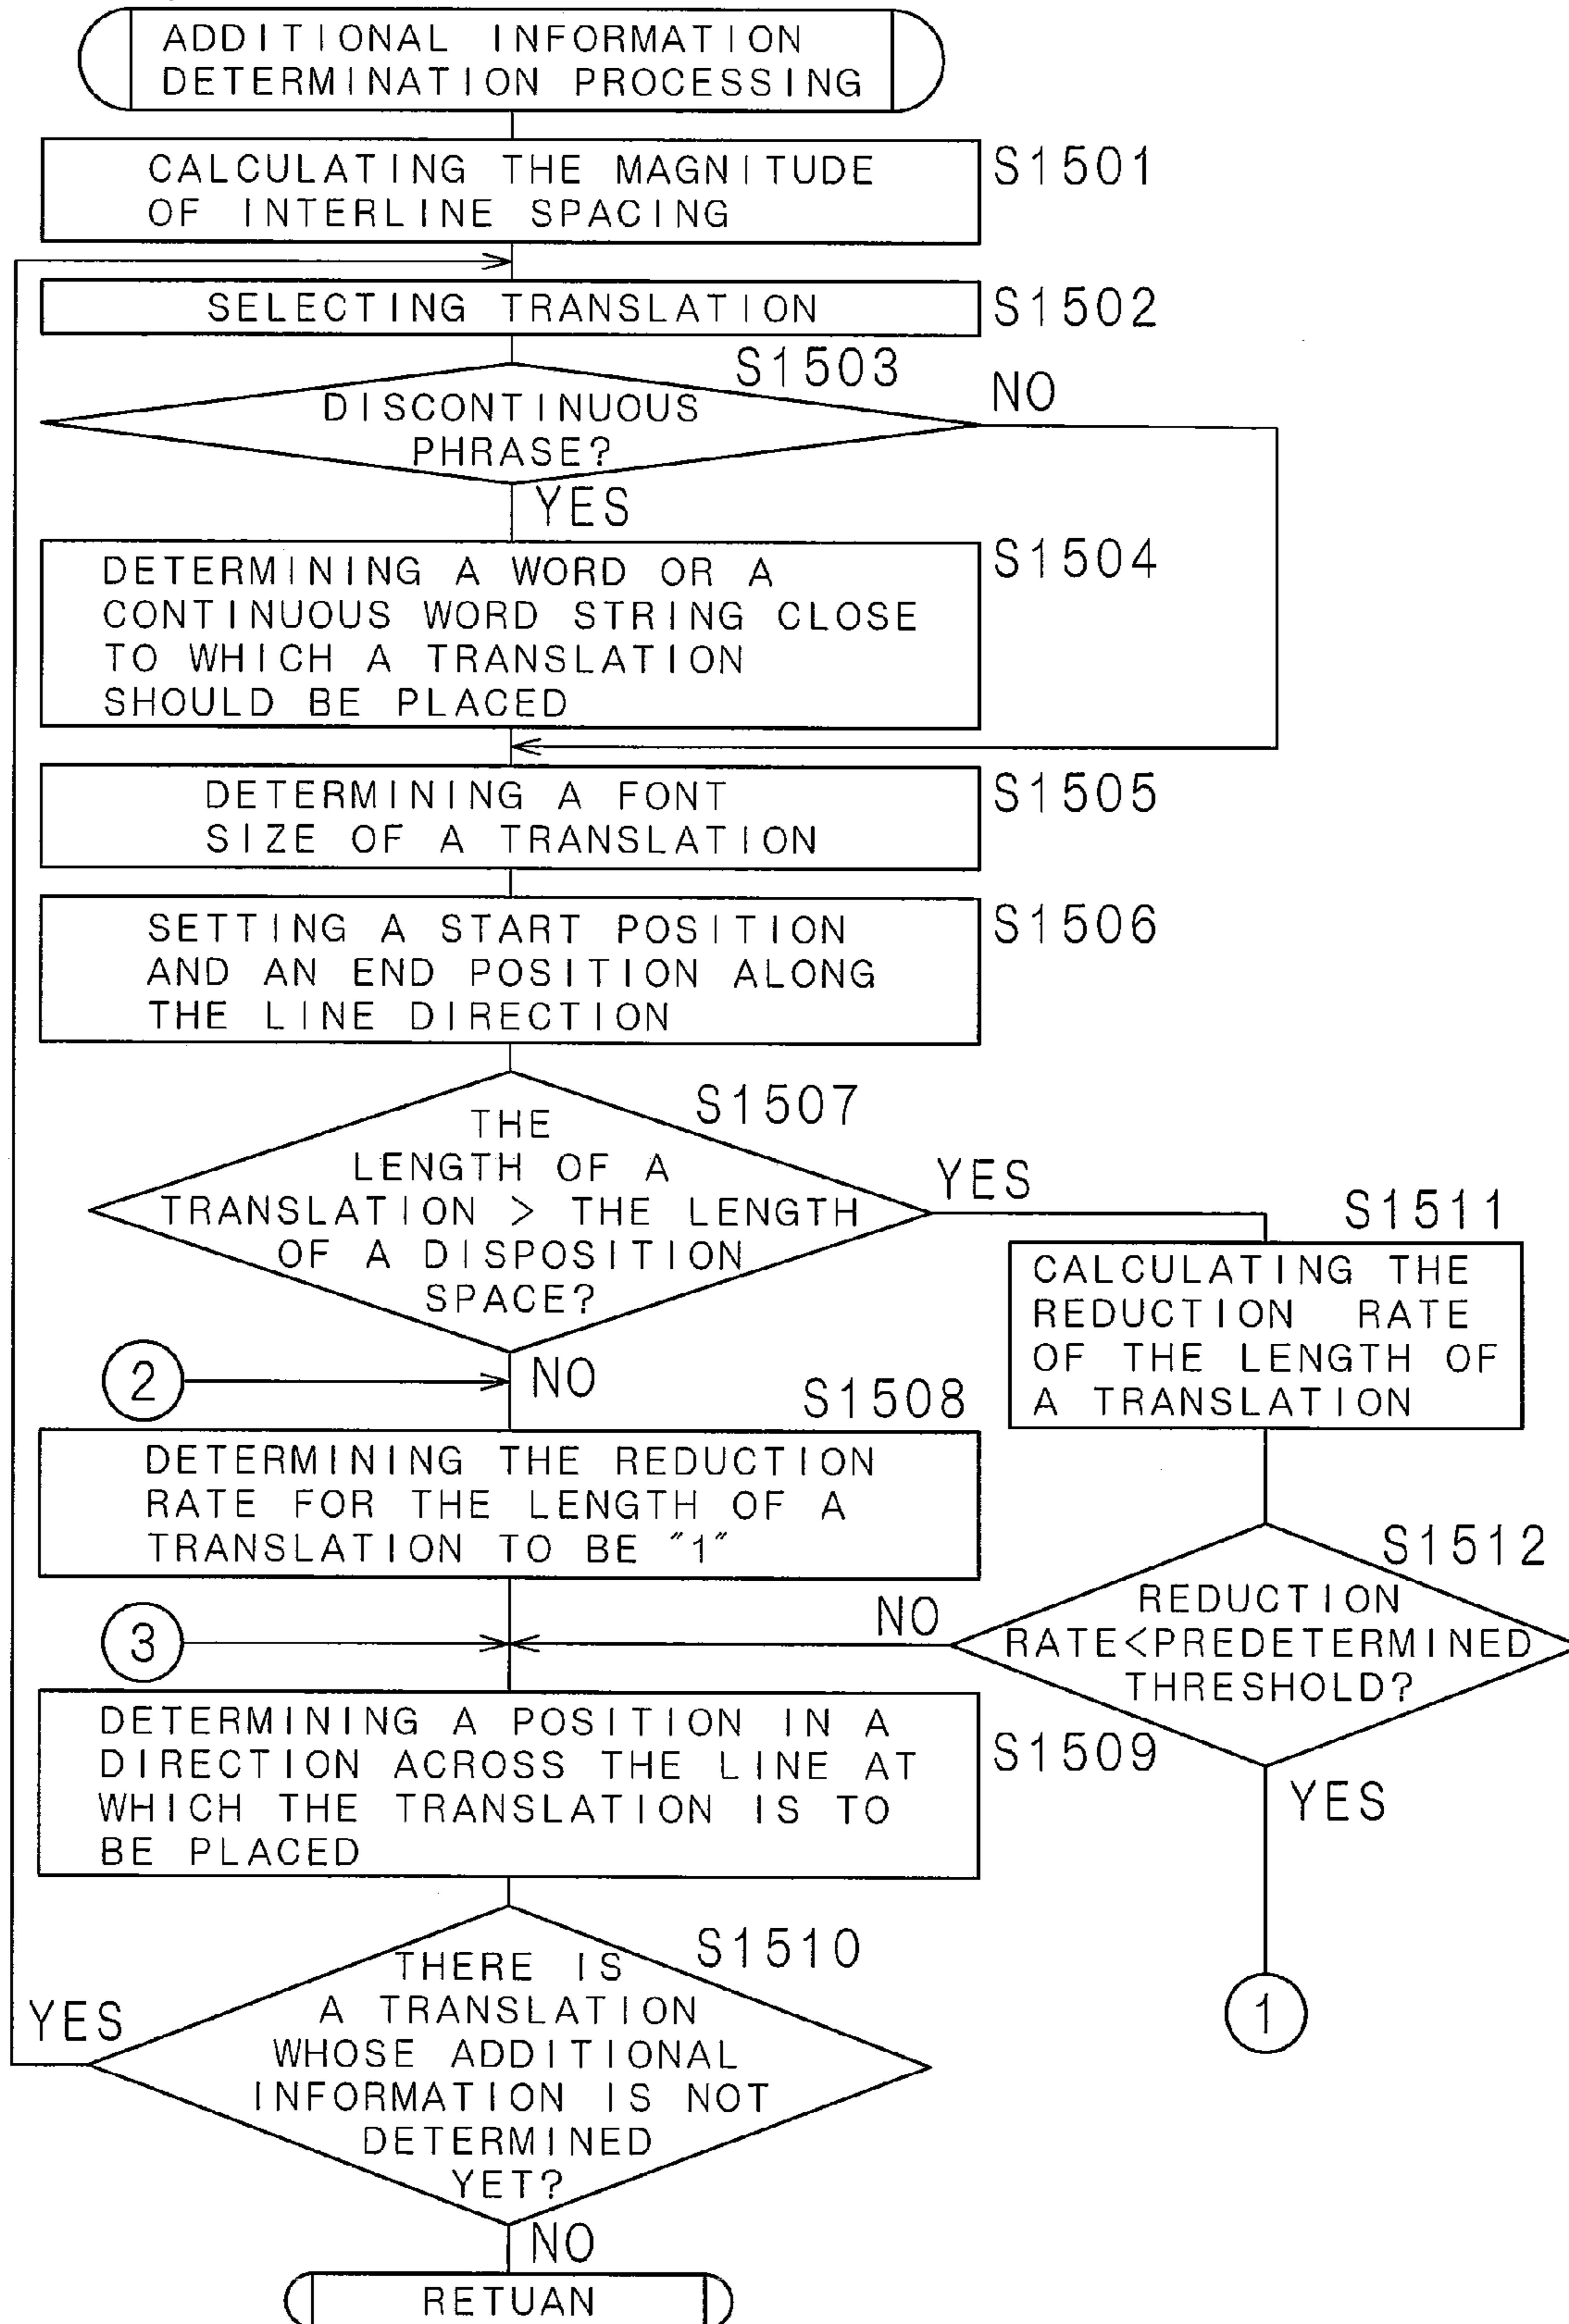 ADDITIONAL INFORMATION
DETERMINATION PROCESSING
CALCULATING THE MAGNITUDE
OF INTERLINE SPACING
S1501
SELECTING TRANSLATION
S1502
S1503
DISCONTINUOUS
PHRASE?
NO
YES
DETERMINING A WORD OR A
CONTINUOUS WORD STRING CLOSE
TO WHICH A TRANSLATION
SHOULD BE PLACED
S1504
DETERMINING A FONT
SIZE OF A TRANSLATION
S1505
SETTING A START POSITION
AND AN END POSITION ALONG
THE LINE DIRECTION
S1506
S1507
THE
LENGTH OF A
TRANSLATION > THE LENGTH
OF A DISPOSITION
SPACE?
YES
S1511
CALCULATING THE
REDUCTION RATE
OF THE LENGTH OF
A TRANSLATION
2
NO
S1508
DETERMINING THE REDUCTION
RATE FOR THE LENGTH OF A
TRANSLATION TO BE "1"
S1512
REDUCTION
RATE<PREDETERMINED
THRESHOLD?
NO
3
YES
DETERMINING A POSITION IN A
DIRECTION ACROSS THE LINE AT
WHICH THE TRANSLATION IS TO
BE PLACED
S1509
1
S1510
THERE IS
A TRANSLATION
WHOSE ADDITIONAL
INFORMATION IS NOT
DETERMINED
YET?
YES
NO
RETUAN